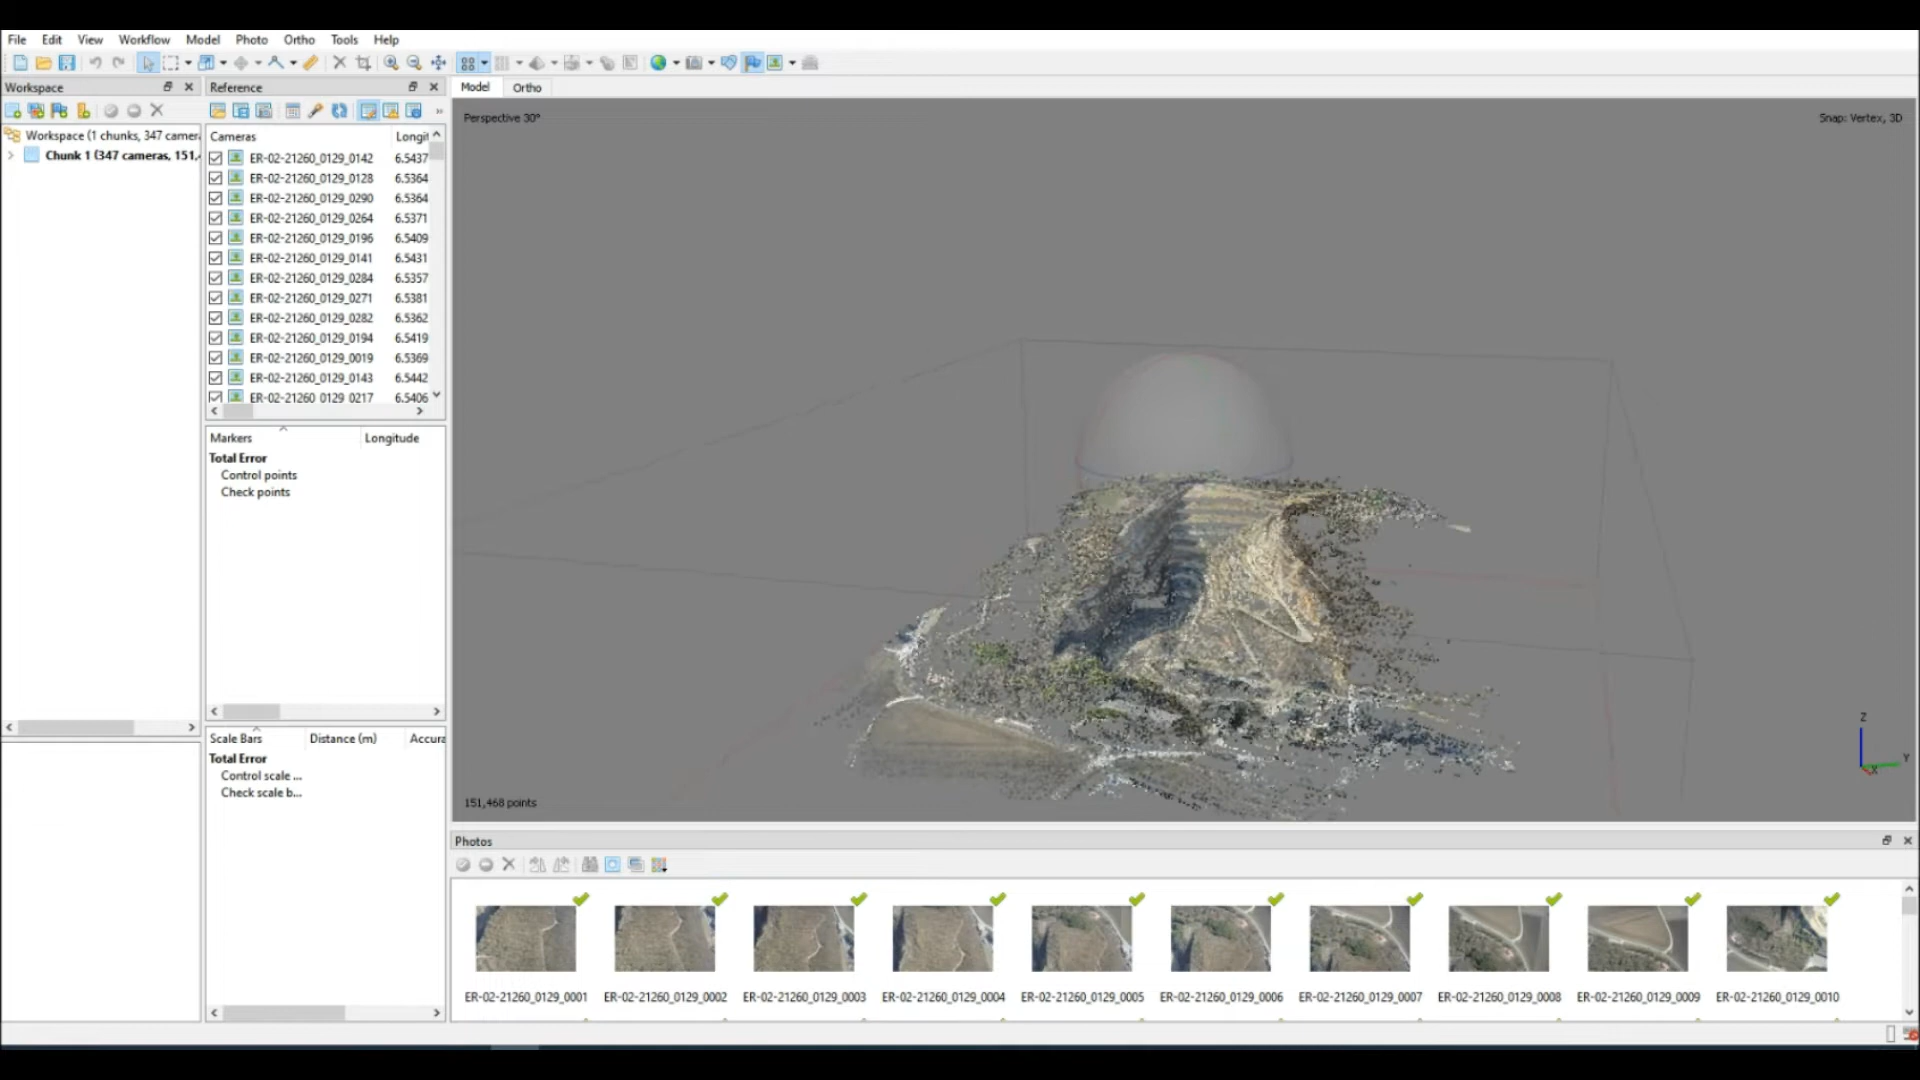 File Edit View Workflow Model Photo Ortho Tools Help
Workspace
Reference
Model Ortho
Workspace (1 chunks, 347 camera
Chunk 1 (347 cameras, 151,4
Cameras Longit
ER-02-21260_0129_0142 6.5437
ER-02-21260_0129_0128 6.5364
ER-02-21260_0129_0290 6.5364
ER-02-21260_0129_0264 6.5371
ER-02-21260_0129_0196 6.5409
ER-02-21260_0129_0141 6.5431
ER-02-21260_0129_0284 6.5357
ER-02-21260_0129_0271 6.5381
ER-02-21260_0129_0282 6.5362
ER-02-21260_0129_0194 6.5419
ER-02-21260_0129_0019 6.5369
ER-02-21260_0129_0143 6.5442
ER-02-21260_0129_0217 6.5406
Markers Longitude
Total Error
Control points
Check points
Scale Bars Distance (m) Accura
Total Error
Control scale ...
Check scale b...
Perspective 30°
Snap: Vertex, 3D
Z
Y
X
151,468 points
Photos
ER-02-21260_0129_0001 ER-02-21260_0129_0002 ER-02-21260_0129_0003 ER-02-21260_0129_0004 ER-02-21260_0129_0005 ER-02-21260_0129_0006 ER-02-21260_0129_0007 ER-02-21260_0129_0008 ER-02-21260_0129_0009 ER-02-21260_0129_0010